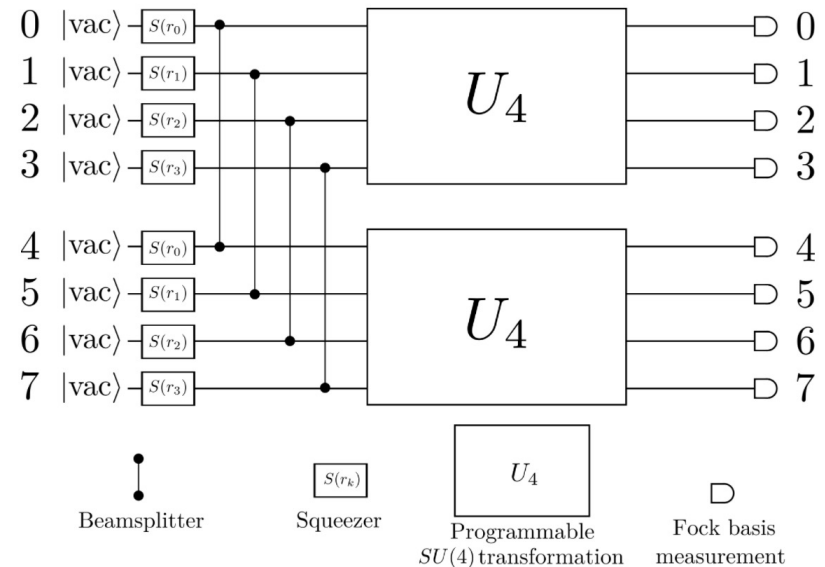 0 |vac⟩ S(r₀) 0
1 |vac⟩ S(r₁) 1
U₄
2 |vac⟩ S(r₂) 2
3 |vac⟩ S(r₃) 3
4 |vac⟩ S(r₀) 4
5 |vac⟩ S(r₁) 5
U₄
6 |vac⟩ S(r₂) 6
7 |vac⟩ S(r₃) 7
S(rₖ)
U₄
Beamsplitter
Squeezer
Programmable
SU(4) transformation
Fock basis
measurement